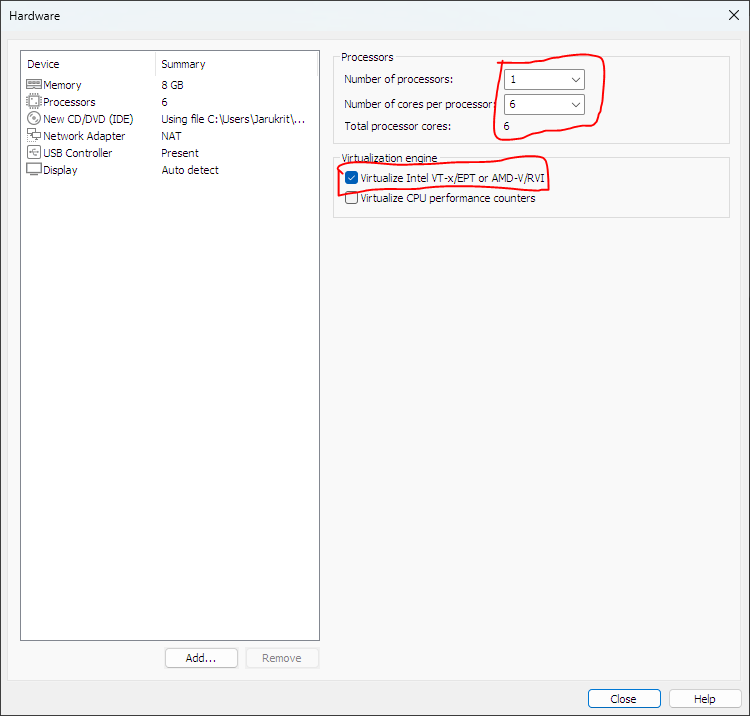 Hardware
Device Summary
Memory 8 GB
Processors 6
New CD/DVD (IDE) Using file C:\Users\Jarukrit\...
Network Adapter NAT
USB Controller Present
Display Auto detect
Add... Remove
Processors
Number of processors: 1
Number of cores per processor: 6
Total processor cores: 6
Virtualization engine
Virtualize Intel VT-x/EPT or AMD-V/RVI
Virtualize CPU performance counters
Close Help